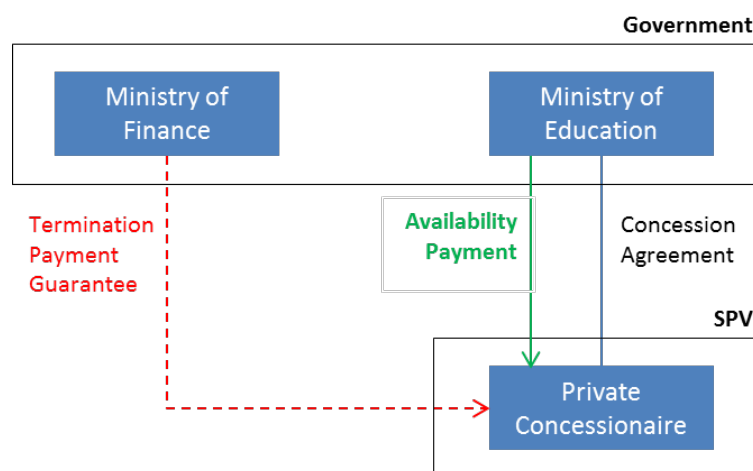 Government
Ministry of
Finance
Ministry of
Education
Termination
Payment
Guarantee
Availability
Payment
Concession
Agreement
SPV
Private
Concessionaire